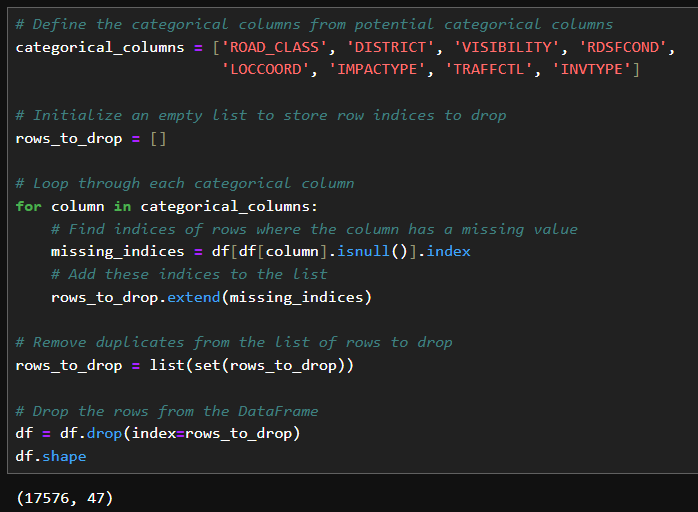 # Define the categorical columns from potential categorical columns
categorical_columns = ['ROAD_CLASS', 'DISTRICT', 'VISIBILITY', 'RDSFCOND',
                       'LOCCOORD', 'IMPACTYPE', 'TRAFFCTL', 'INVTYPE']

# Initialize an empty list to store row indices to drop
rows_to_drop = []

# Loop through each categorical column
for column in categorical_columns:
    # Find indices of rows where the column has a missing value
    missing_indices = df[df[column].isnull()].index
    # Add these indices to the list
    rows_to_drop.extend(missing_indices)

# Remove duplicates from the list of rows to drop
rows_to_drop = list(set(rows_to_drop))

# Drop the rows from the DataFrame
df = df.drop(index=rows_to_drop)
df.shape
(17576, 47)